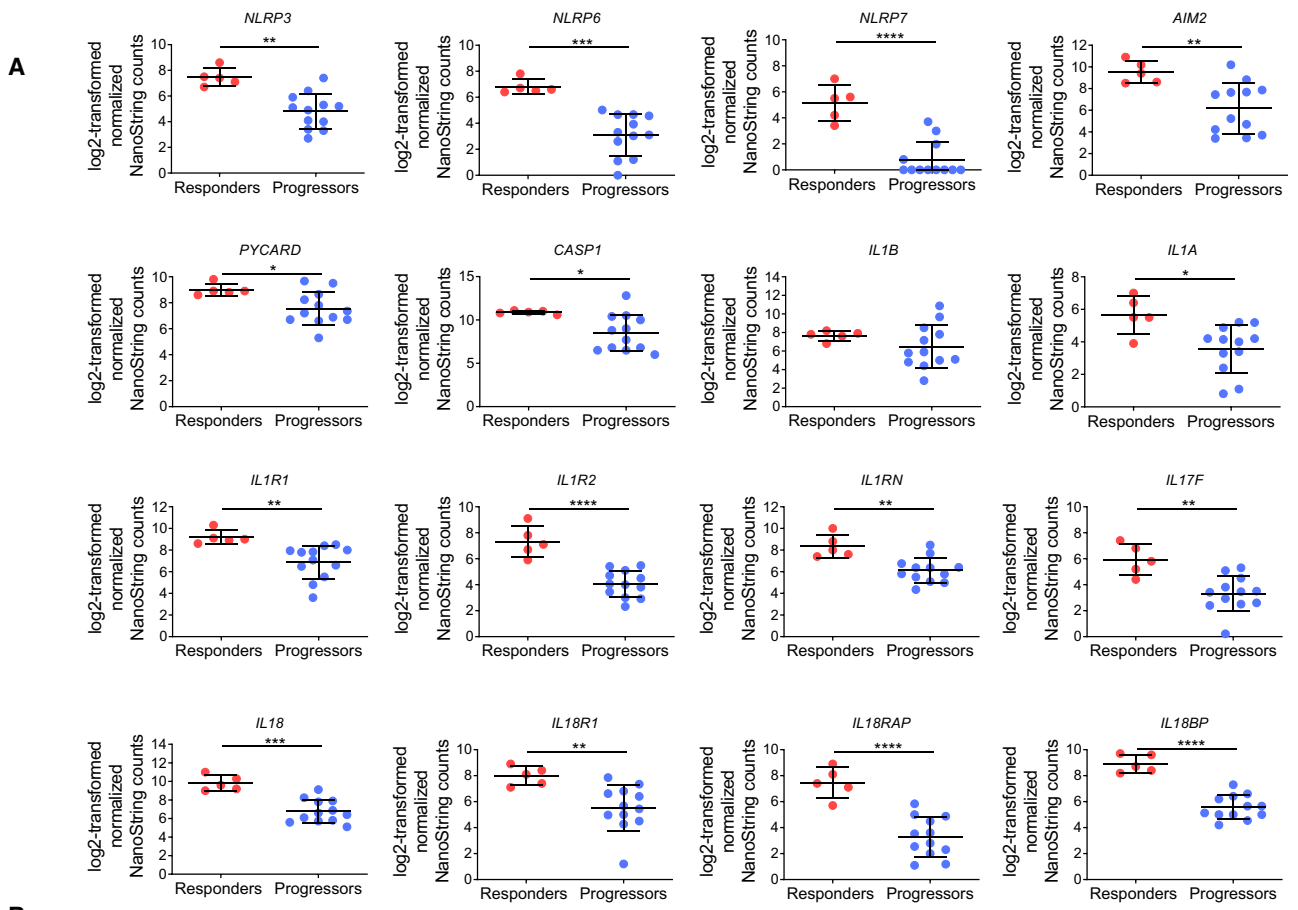 A
NLRP3
log2-transformed
normalized
NanoString counts
10
8
6
4
2
0
**
Responders Progressors
NLRP6
log2-transformed
normalized
NanoString counts
10
8
6
4
2
0
***
Responders Progressors
NLRP7
log2-transformed
normalized
NanoString counts
10
8
6
4
2
0
****
Responders Progressors
AIM2
log2-transformed
normalized
NanoString counts
12
10
8
6
4
2
0
**
Responders Progressors
PYCARD
log2-transformed
normalized
NanoString counts
10
8
6
4
2
0
*
Responders Progressors
CASP1
log2-transformed
normalized
NanoString counts
15
10
5
0
*
Responders Progressors
IL1B
log2-transformed
normalized
NanoString counts
14
12
10
8
6
4
2
0
Responders Progressors
IL1A
log2-transformed
normalized
NanoString counts
8
6
4
2
0
*
Responders Progressors
IL1R1
log2-transformed
normalized
NanoString counts
12
10
8
6
4
2
0
**
Responders Progressors
IL1R2
log2-transformed
normalized
NanoString counts
10
8
6
4
2
0
****
Responders Progressors
IL1RN
log2-transformed
normalized
NanoString counts
12
10
8
6
4
2
0
**
Responders Progressors
IL17F
log2-transformed
normalized
NanoString counts
10
8
6
4
2
0
**
Responders Progressors
IL18
log2-transformed
normalized
NanoString counts
14
12
10
8
6
4
2
0
***
Responders Progressors
IL18R1
log2-transformed
normalized
NanoString counts
10
8
6
4
2
0
**
Responders Progressors
IL18RAP
log2-transformed
normalized
NanoString counts
10
8
6
4
2
0
****
Responders Progressors
IL18BP
log2-transformed
normalized
NanoString counts
10
8
6
4
2
0
****
Responders Progressors